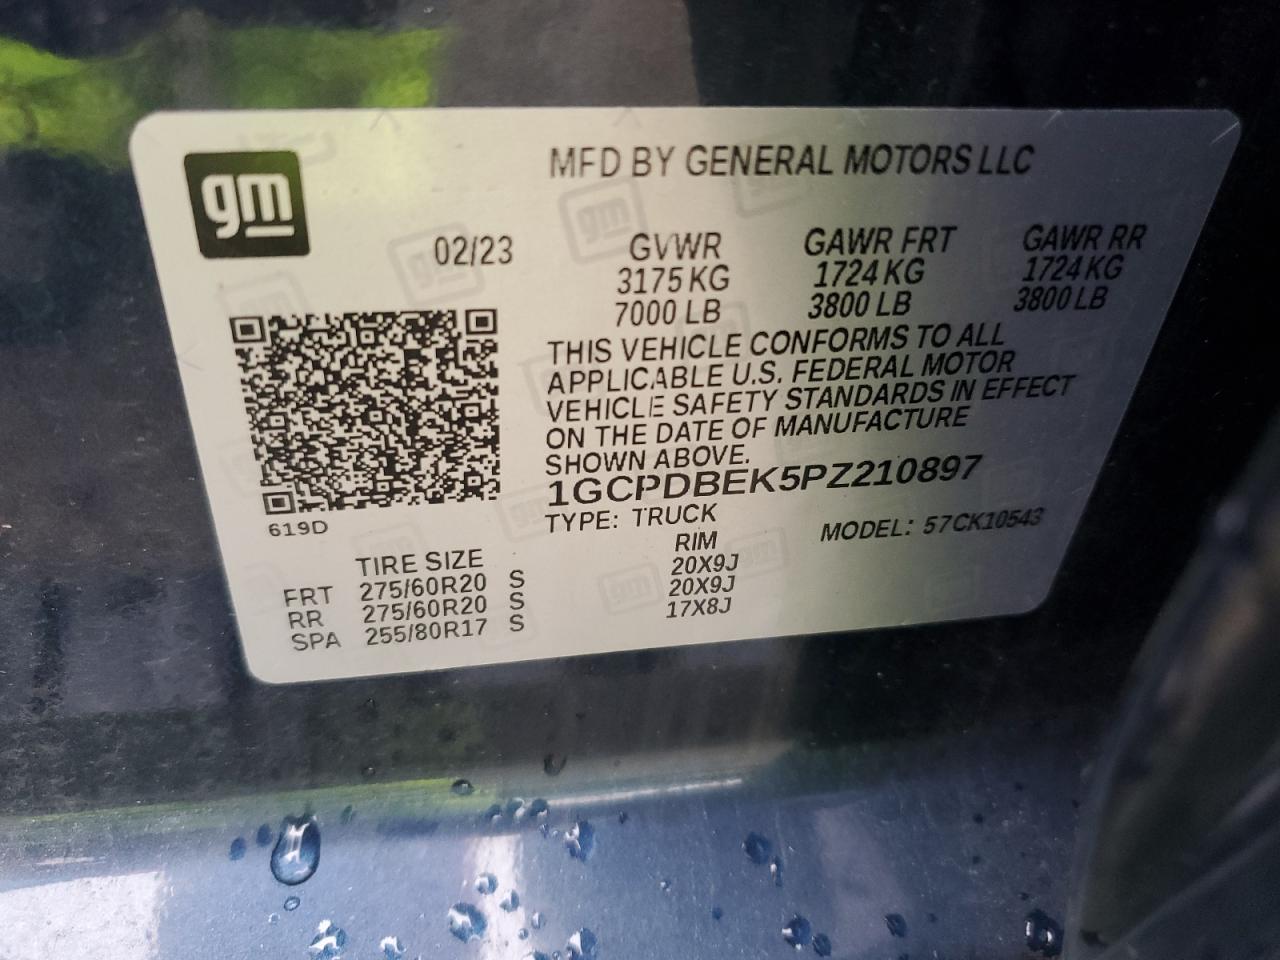 gm
MFD BY GENERAL MOTORS LLC
02/23
GVWR GAWR FRT GAWR RR
3175 KG 1724 KG 1724 KG
7000 LB 3800 LB 3800 LB
THIS VEHICLE CONFORMS TO ALL
APPLICABLE U.S. FEDERAL MOTOR
VEHICLE SAFETY STANDARDS IN EFFECT
ON THE DATE OF MANUFACTURE
SHOWN ABOVE.
1GCPDBEK5PZ210897
619D
TYPE: TRUCK MODEL: 57CK10543
TIRE SIZE RIM
FRT 275/60R20 S 20X9J
RR 275/60R20 S 20X9J
SPA 255/80R17 S 17X8J